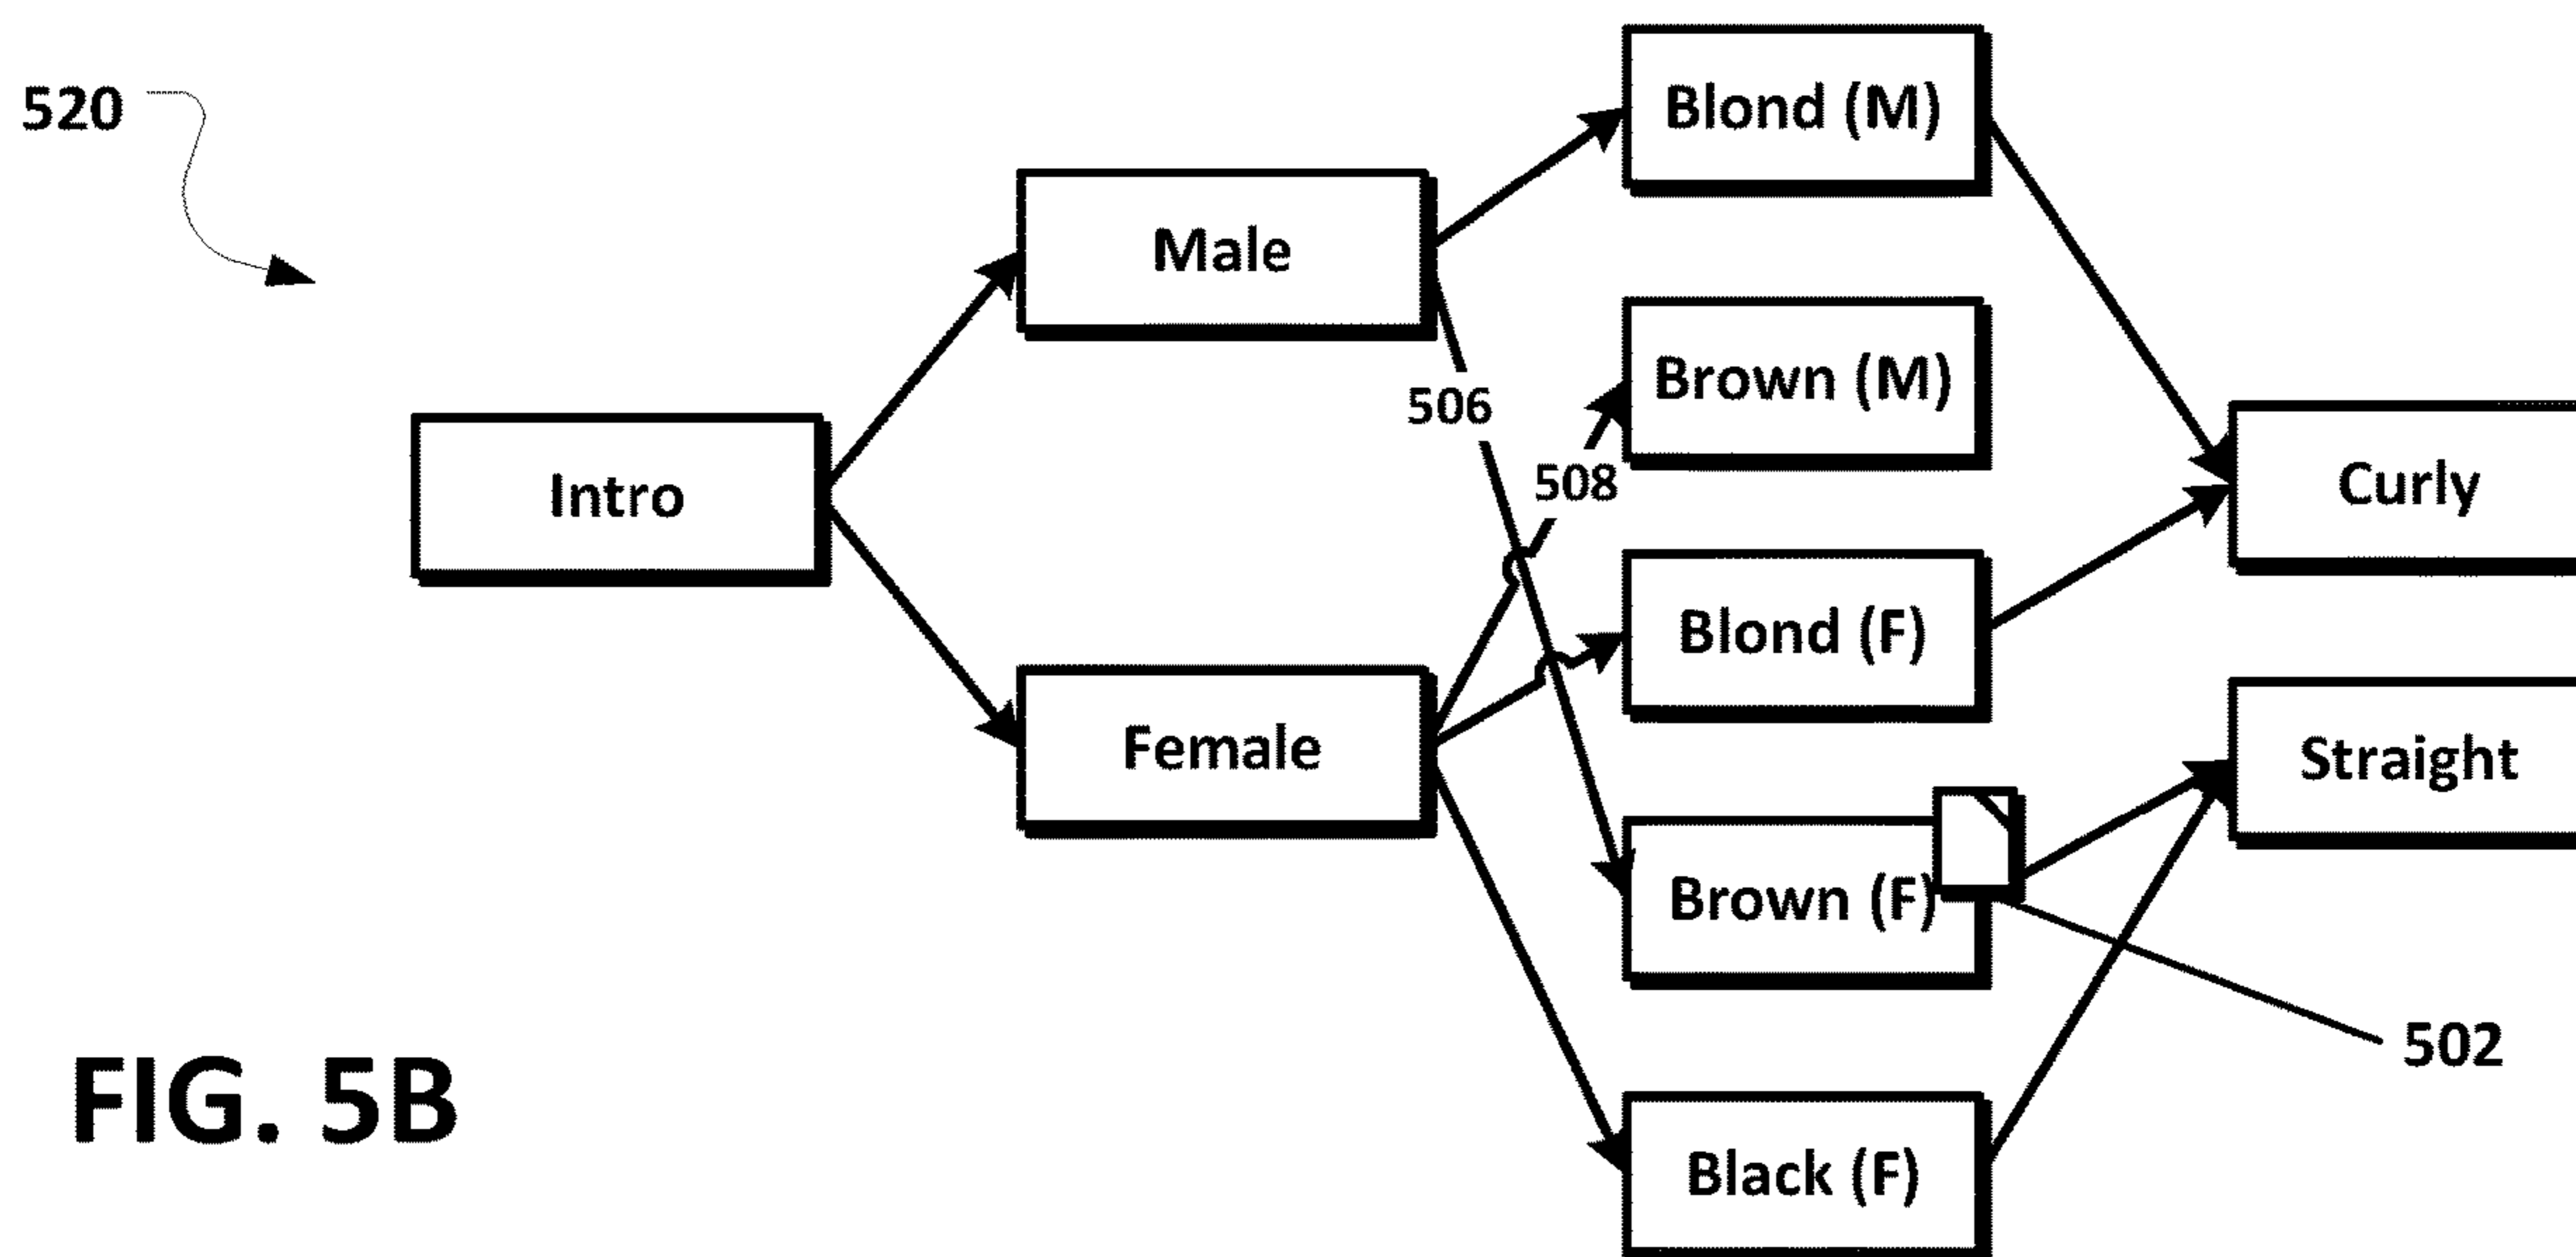 520
Blond (M)
Male
Brown (M)
506
508
Intro
Curly
Blond (F)
Female
Straight
Brown (F)
502
FIG. 5B
Black (F)